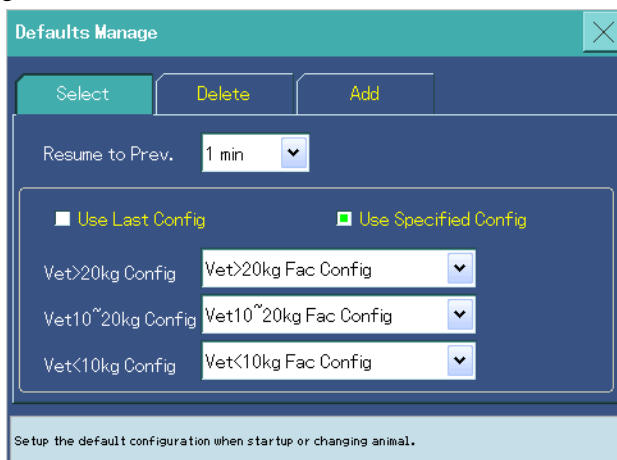 Defaults Manage
Select Delete Add
Resume to Prev. 1 min
Use Last Config Use Specified Config
Vet>20kg Config Vet>20kg Fac Config
Vet10~20kg Config Vet10~20kg Fac Config
Vet<10kg Config Vet<10kg Fac Config
Setup the default configuration when startup or changing animal.